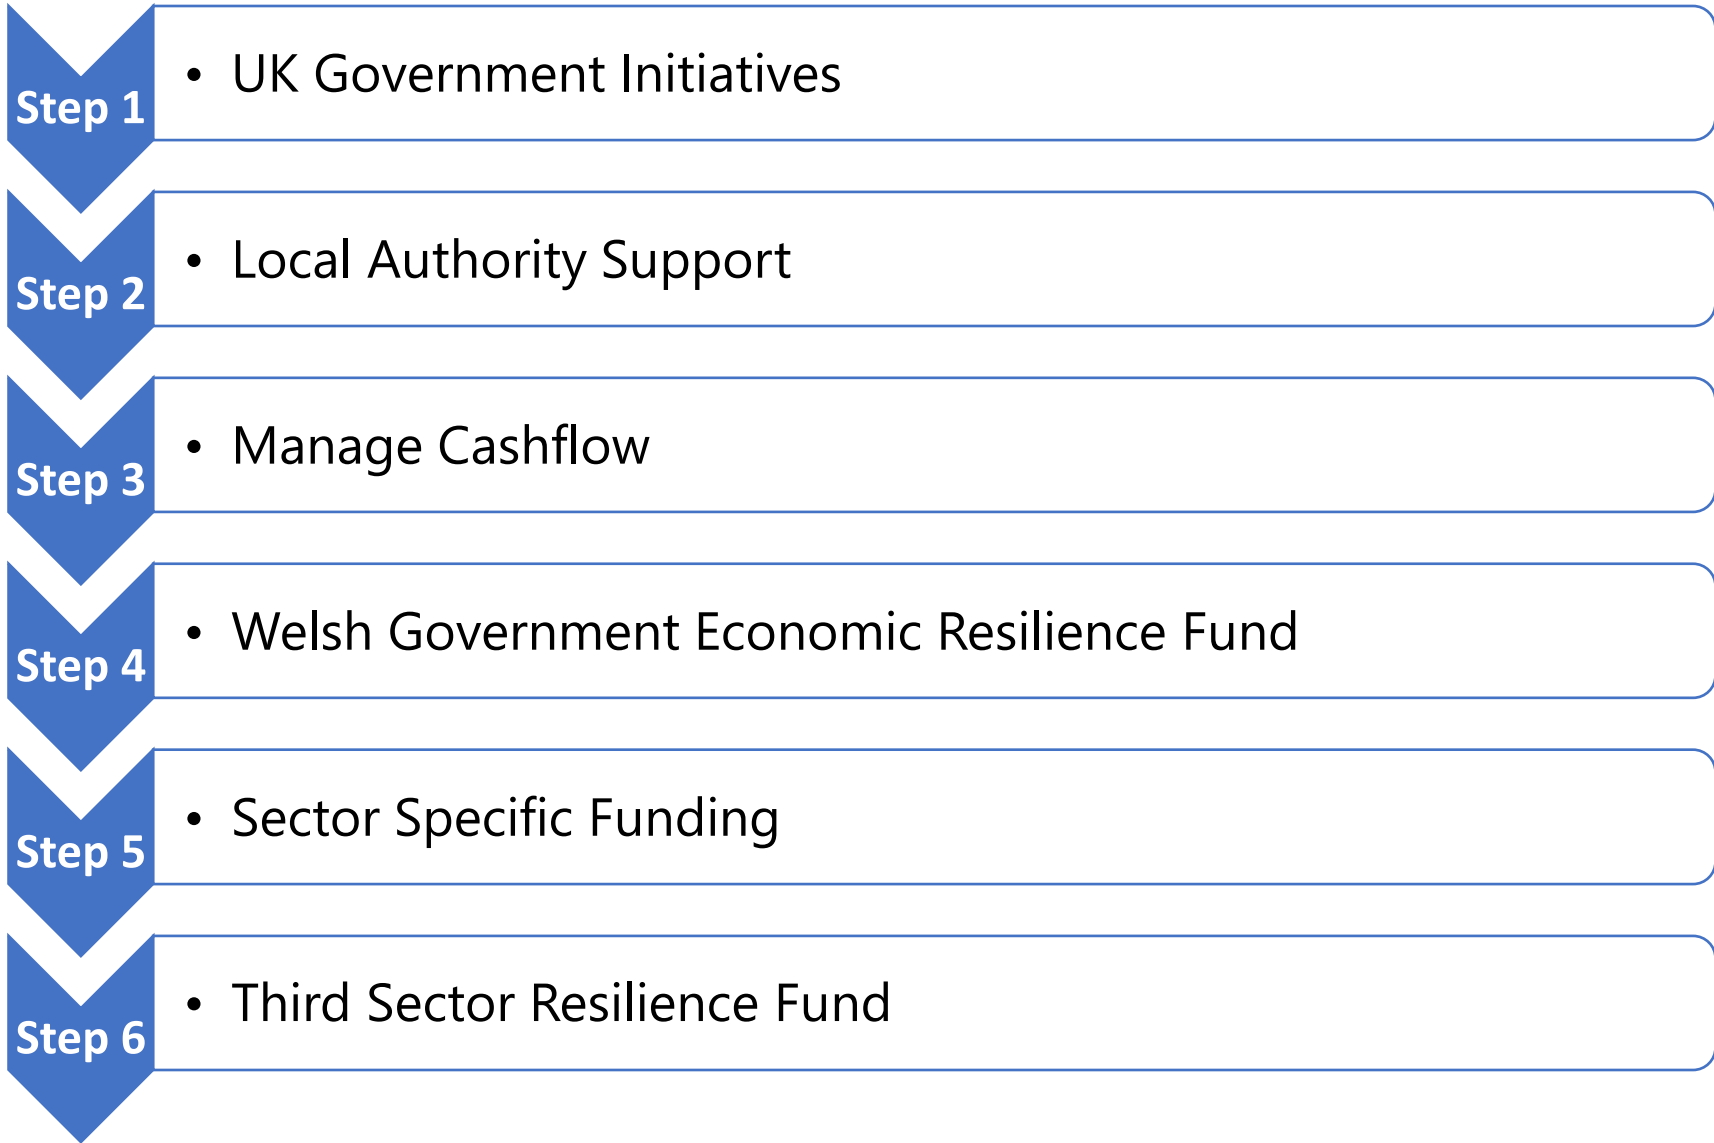 Step 1
• UK Government Initiatives
Step 2
• Local Authority Support
Step 3
• Manage Cashflow
Step 4
• Welsh Government Economic Resilience Fund
Step 5
• Sector Specific Funding
Step 6
• Third Sector Resilience Fund